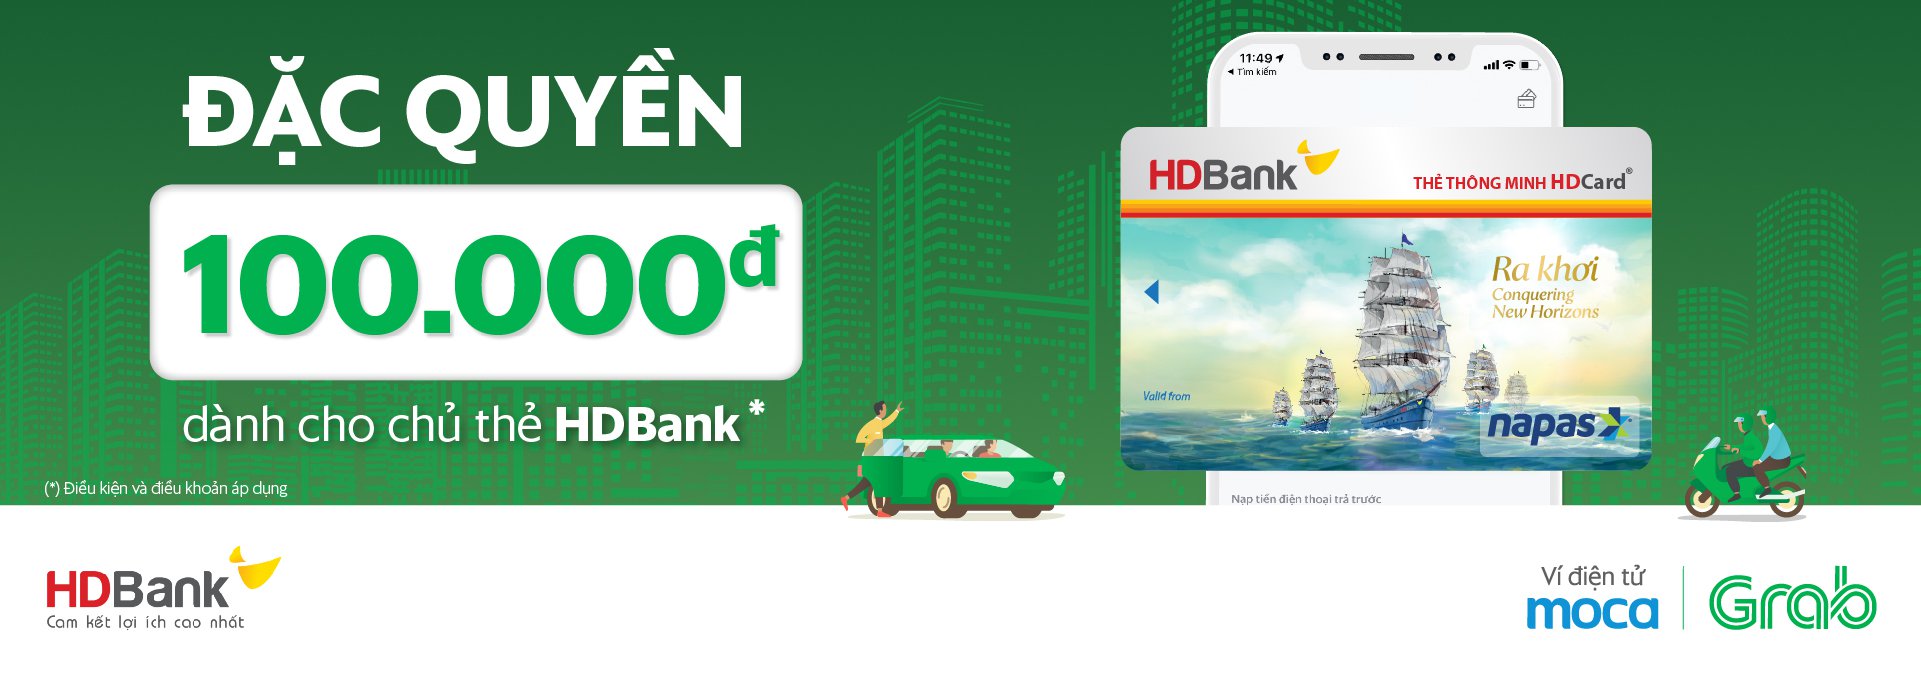 ĐẶC QUYỀN
100.000đ
dành cho chủ thẻ HDBank *
(*) Điều kiện và điều khoản áp dụng
11:49
Tìm kiếm
HDBank
THẺ THÔNG MINH HDCard®
Ra khơi
Conquering
New Horizons
Valid from
napas
Nạp tiền điện thoại trả trước
HDBank
Cam kết lợi ích cao nhất
Ví điện tử
moca
Grab